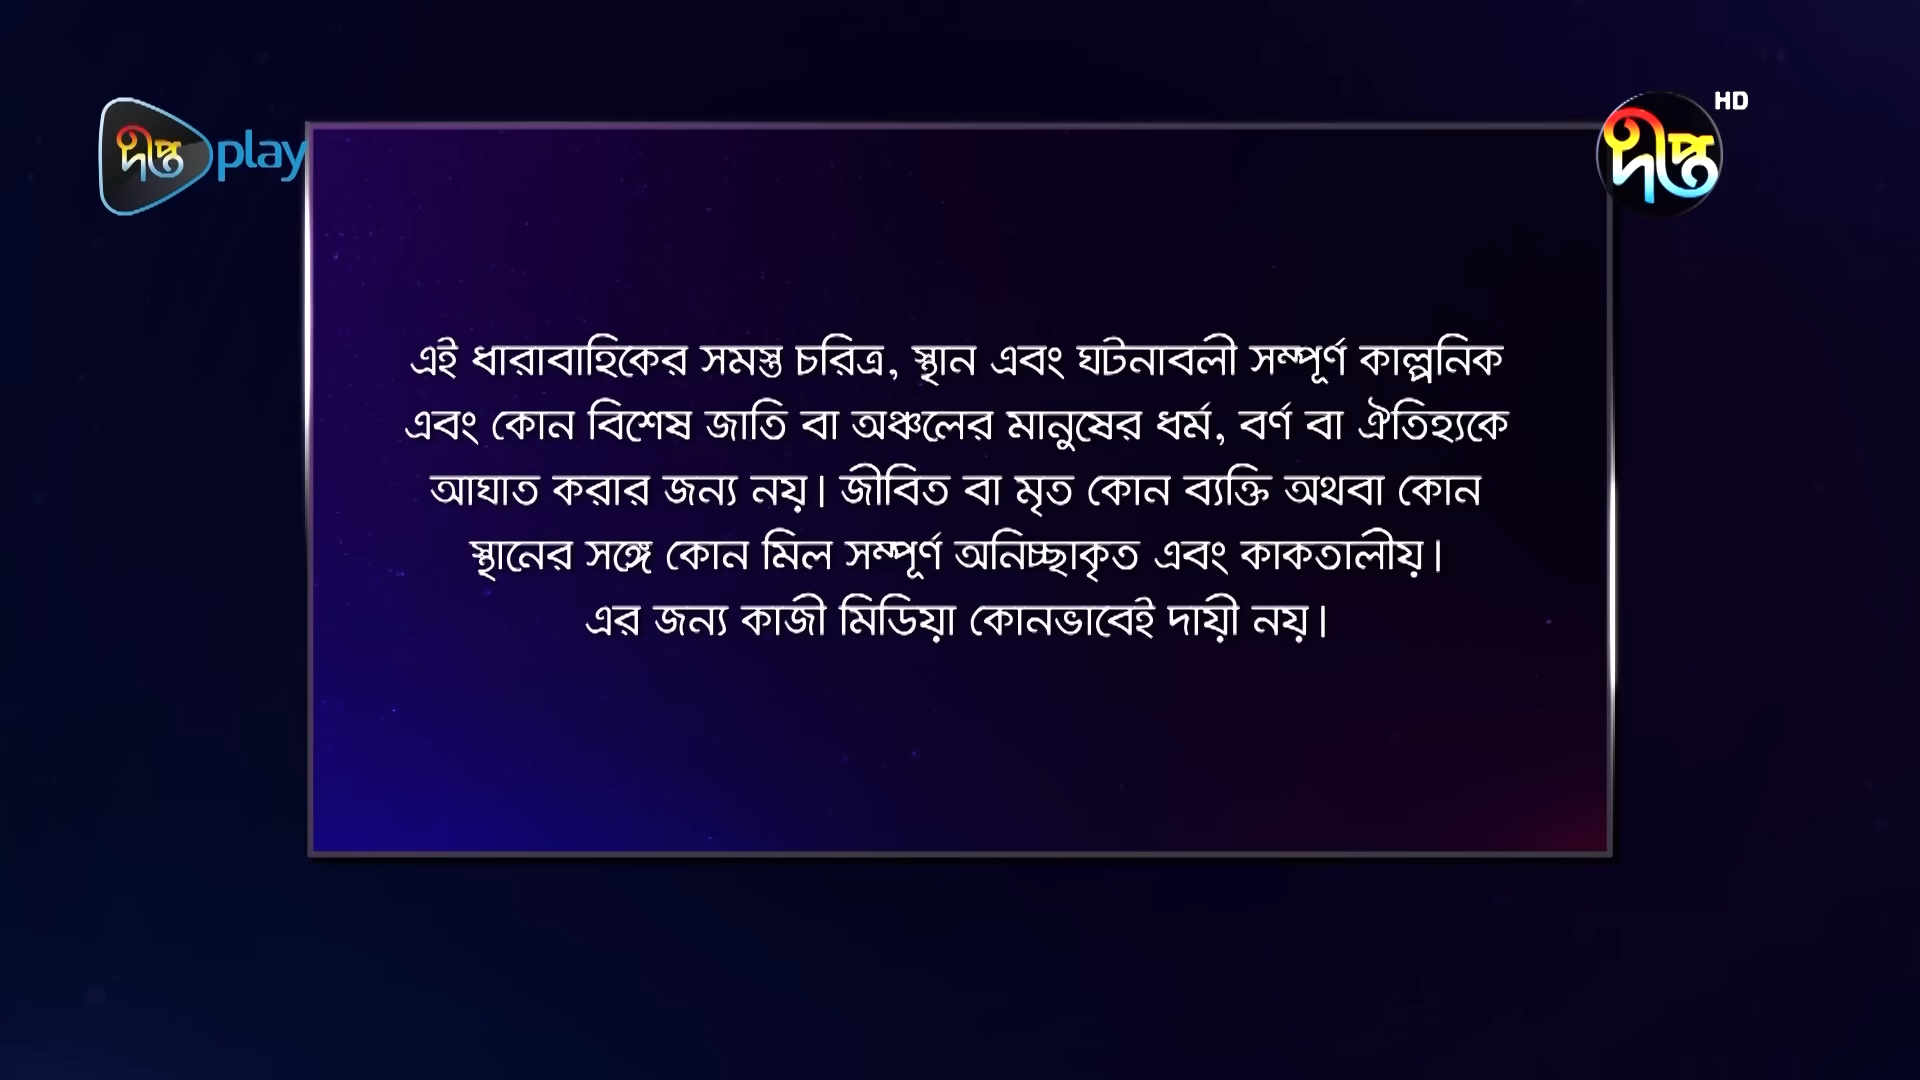 দীপ্ত play
দীপ্ত HD
এই ধারাবাহিকের সমস্ত চরিত্র, স্থান এবং ঘটনাবলী সম্পূর্ণ কাল্পনিক
এবং কোন বিশেষ জাতি বা অঞ্চলের মানুষের ধর্ম, বর্ণ বা ঐতিহ্যকে
আঘাত করার জন্য নয়। জীবিত বা মৃত কোন ব্যক্তি অথবা কোন
স্থানের সঙ্গে কোন মিল সম্পূর্ণ অনিচ্ছাকৃত এবং কাকতালীয়।
এর জন্য কাজী মিডিয়া কোনভাবেই দায়ী নয়।